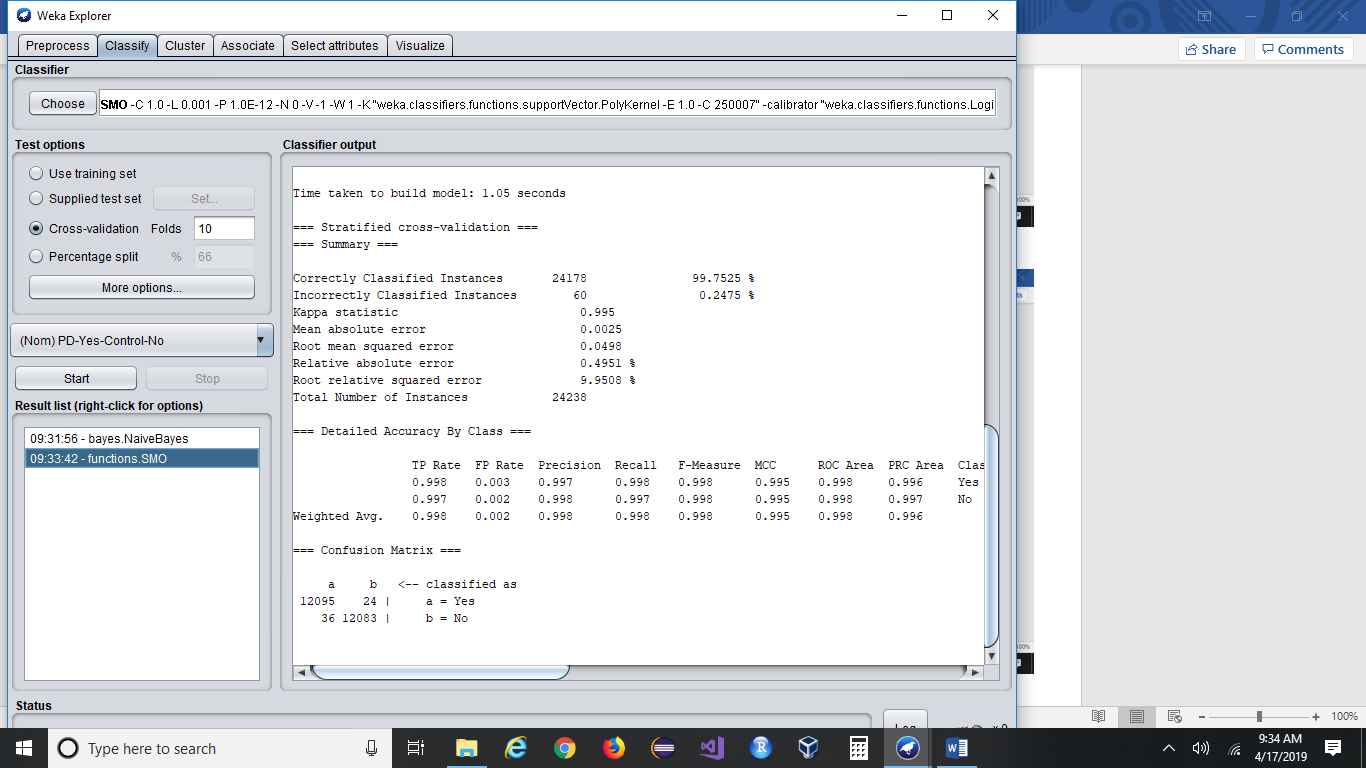 Weka Explorer
Preprocess Classify Cluster Associate Select attributes Visualize
Classifier
Choose SMO -C 1.0 -L 0.001 -P 1.0E-12 -N 0 -V -1 -W 1 -K "weka.classifiers.functions.supportVector.PolyKernel -E 1.0 -C 250007" -calibrator "weka.classifiers.functions.Logi
Test options
Use training set
Supplied test set Set...
Cross-validation Folds 10
Percentage split % 66
More options...
(Nom) PD-Yes-Control-No
Start Stop
Result list (right-click for options)
09:31:56 - bayes.NaiveBayes
09:33:42 - functions.SMO
Classifier output
Time taken to build model: 1.05 seconds
=== Stratified cross-validation ===
=== Summary ===
Correctly Classified Instances 24178 99.7525 %
Incorrectly Classified Instances 60 0.2475 %
Kappa statistic 0.995
Mean absolute error 0.0025
Root mean squared error 0.0498
Relative absolute error 0.4951 %
Root relative squared error 9.9508 %
Total Number of Instances 24238
=== Detailed Accuracy By Class ===
TP Rate FP Rate Precision Recall F-Measure MCC ROC Area PRC Area Clas
0.998 0.003 0.997 0.998 0.998 0.995 0.998 0.996 Yes
0.997 0.002 0.998 0.997 0.998 0.995 0.998 0.997 No
Weighted Avg. 0.998 0.002 0.998 0.998 0.998 0.995 0.998 0.996
=== Confusion Matrix ===
a b <-- classified as
12095 24 | a = Yes
36 12083 | b = No
Status
Log x 0
Share Comments
100%
Type here to search
9:34 AM
4/17/2019